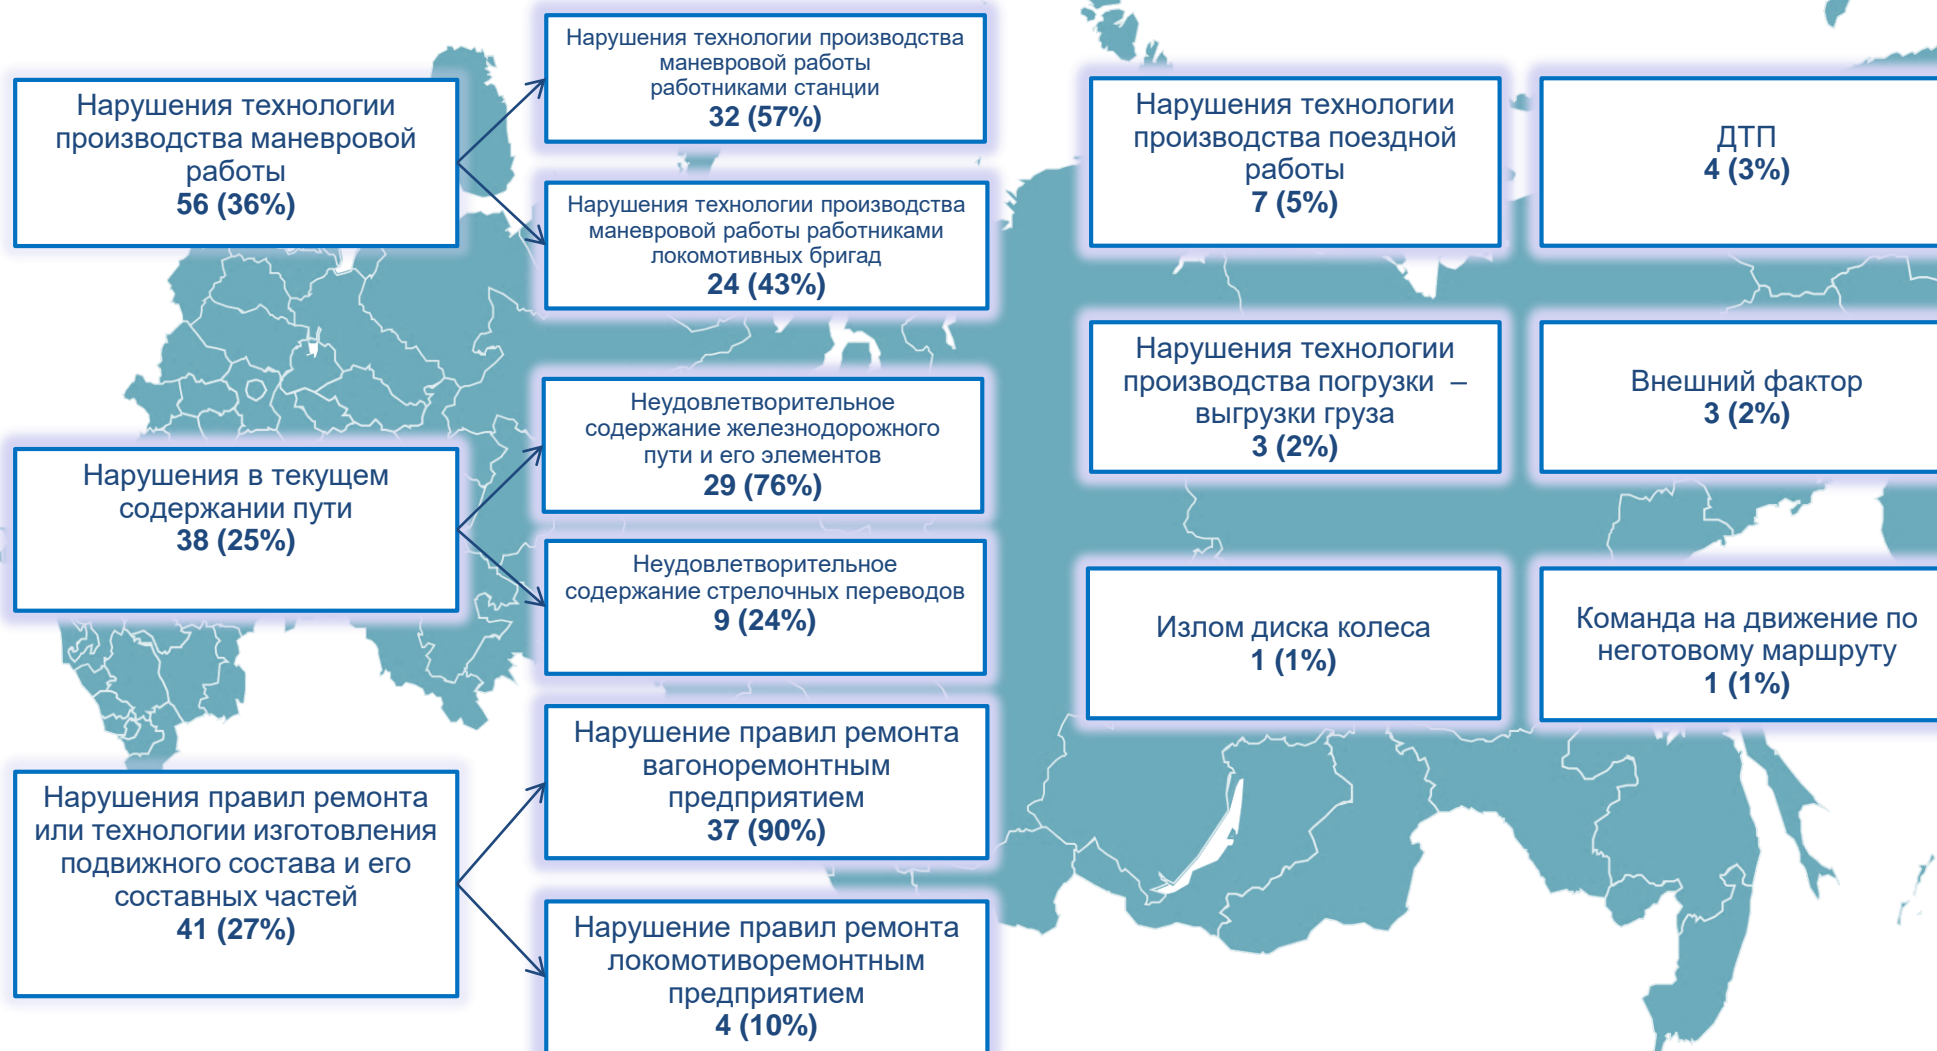 Нарушения технологии
производства маневровой
работы
56 (36%)
Нарушения технологии производства
маневровой работы
работниками станции
32 (57%)
Нарушения технологии производства
маневровой работы работниками
локомотивных бригад
24 (43%)
Нарушения в текущем
содержании пути
38 (25%)
Неудовлетворительное
содержание железнодорожного
пути и его элементов
29 (76%)
Неудовлетворительное
содержание стрелочных переводов
9 (24%)
Нарушения правил ремонта
или технологии изготовления
подвижного состава и его
составных частей
41 (27%)
Нарушение правил ремонта
вагоноремонтным
предприятием
37 (90%)
Нарушение правил ремонта
локомотиворемонтным
предприятием
4 (10%)
Нарушения технологии
производства поездной
работы
7 (5%)
ДТП
4 (3%)
Нарушения технологии
производства погрузки –
выгрузки груза
3 (2%)
Внешний фактор
3 (2%)
Излом диска колеса
1 (1%)
Команда на движение по
неготовому маршруту
1 (1%)